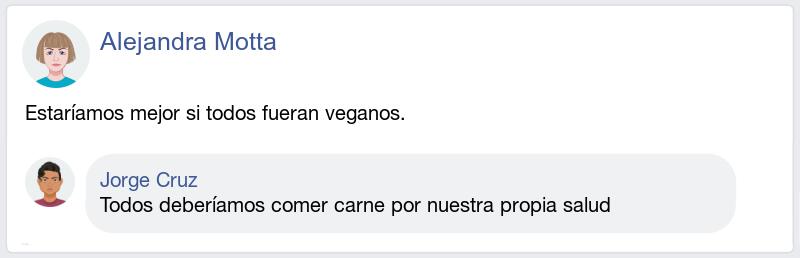 Alejandra Motta
Estaríamos mejor si todos fueran veganos.
Jorge Cruz
Todos deberíamos comer carne por nuestra propia salud